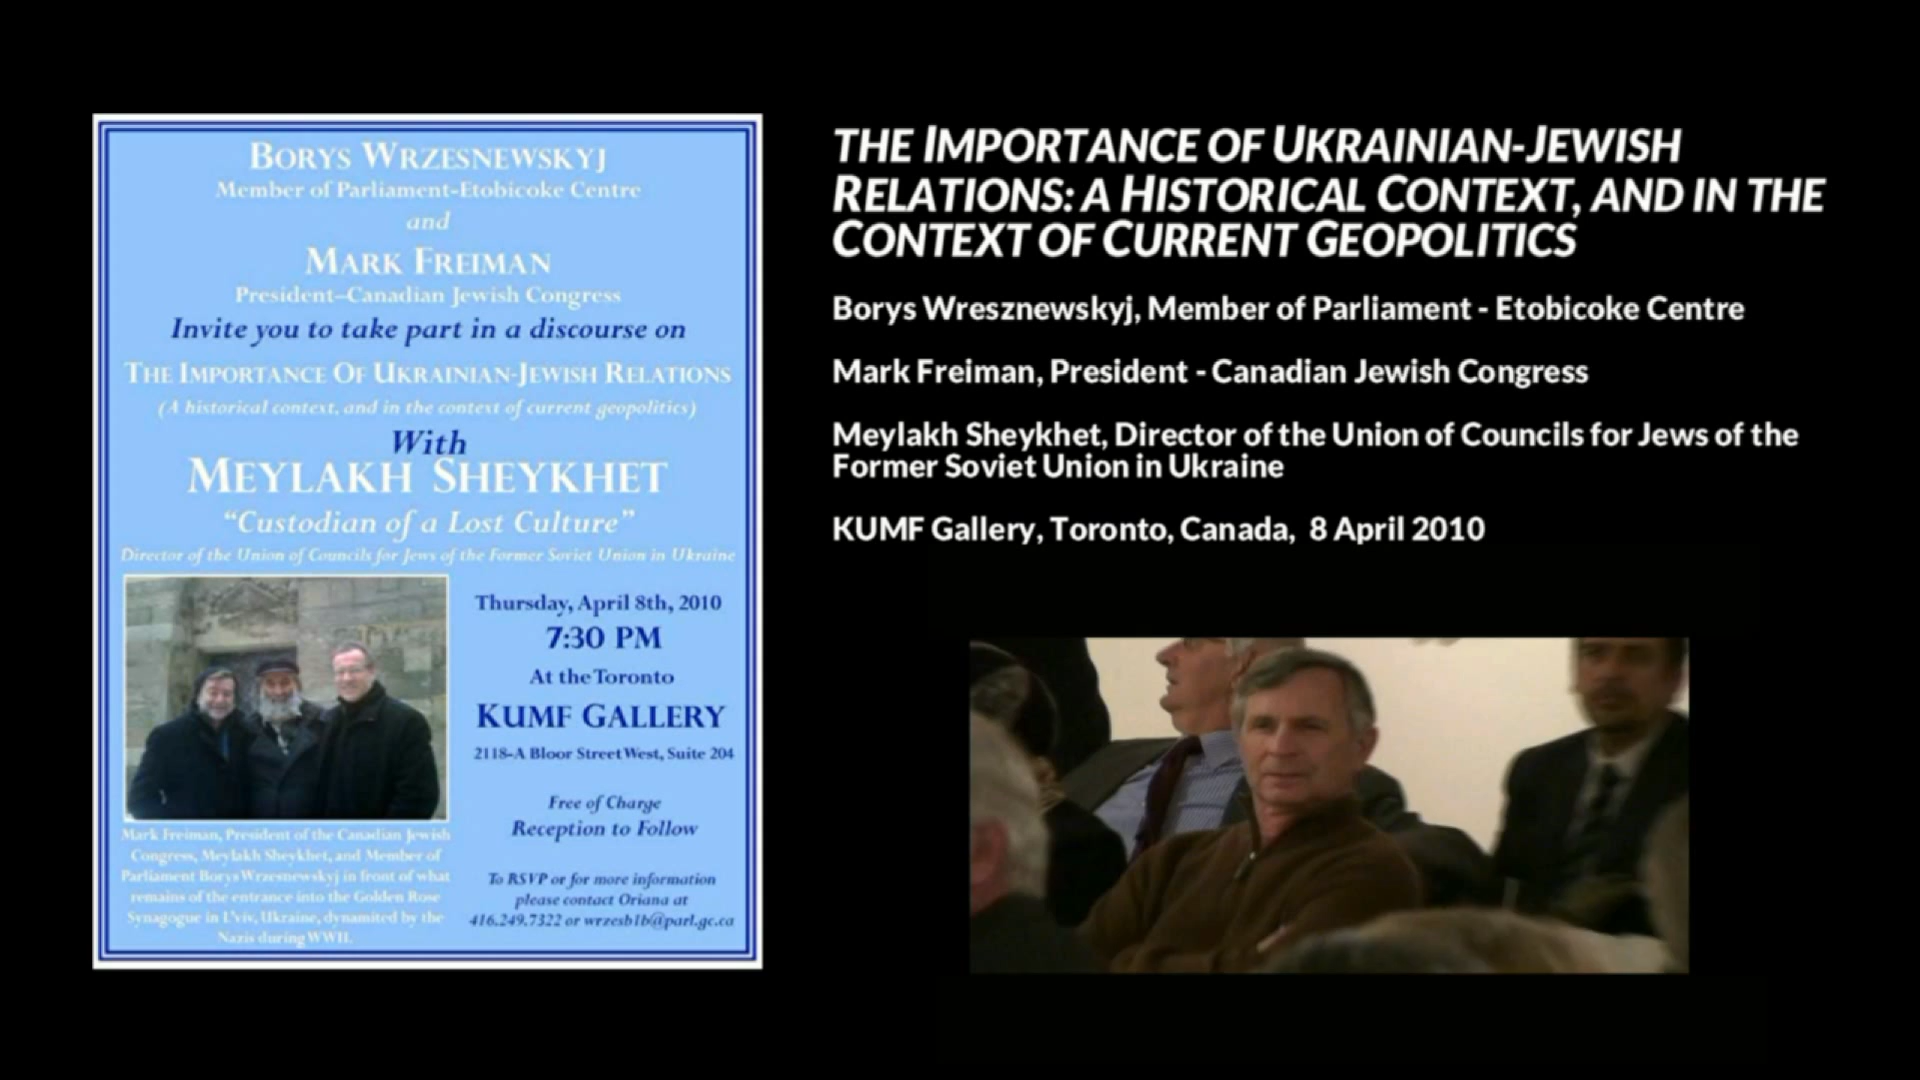 BORYS WRZESNEWSKYJ
Member of Parliament-Etobicoke Centre
and
MARK FREIMAN
President–Canadian Jewish Congress
Invite you to take part in a discourse on
THE IMPORTANCE OF UKRAINIAN-JEWISH RELATIONS
(A historical context, and in the context of current geopolitics)
With
MEYLAKH SHEYKHET
“Custodian of a Lost Culture”
Director of the Union of Councils for Jews of the Former Soviet Union in Ukraine
Thursday, April 8th, 2010
7:30 PM
At the Toronto
KUMF GALLERY
2118-A Bloor Street West, Suite 204
Free of Charge
Reception to Follow
To RSVP or for more information
please contact Oriana at
416.249.7322 or wrzesb1b@parl.gc.ca
Mark Freiman, President of the Canadian Jewish
Congress, Meylakh Sheykhet, and Member of
Parliament Borys Wrzesnewskyj in front of what
remains of the entrance into the Golden Rose
Synagogue in L'viv, Ukraine, dynamited by the
Nazis during WWII.
THE IMPORTANCE OF UKRAINIAN-JEWISH
RELATIONS: A HISTORICAL CONTEXT, AND IN THE
CONTEXT OF CURRENT GEOPOLITICS
Borys Wresznewskyj, Member of Parliament - Etobicoke Centre
Mark Freiman, President - Canadian Jewish Congress
Meylakh Sheykhet, Director of the Union of Councils for Jews of the
Former Soviet Union in Ukraine
KUMF Gallery, Toronto, Canada, 8 April 2010